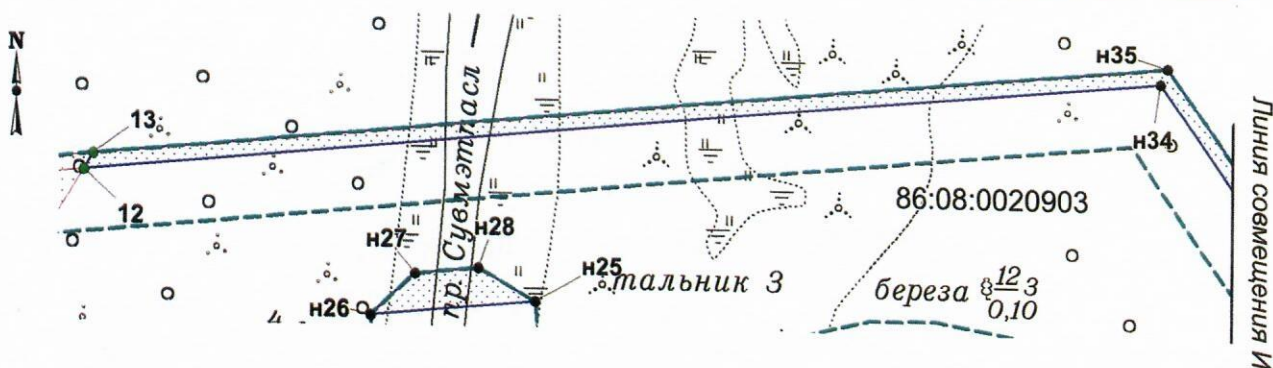 N
н35
13
н34
12
86:08:0020903
пр. Сувмэтпасл
н27
н28
н25
тальник 3
н26
береза 12 3
0,10
Линия совмещения И